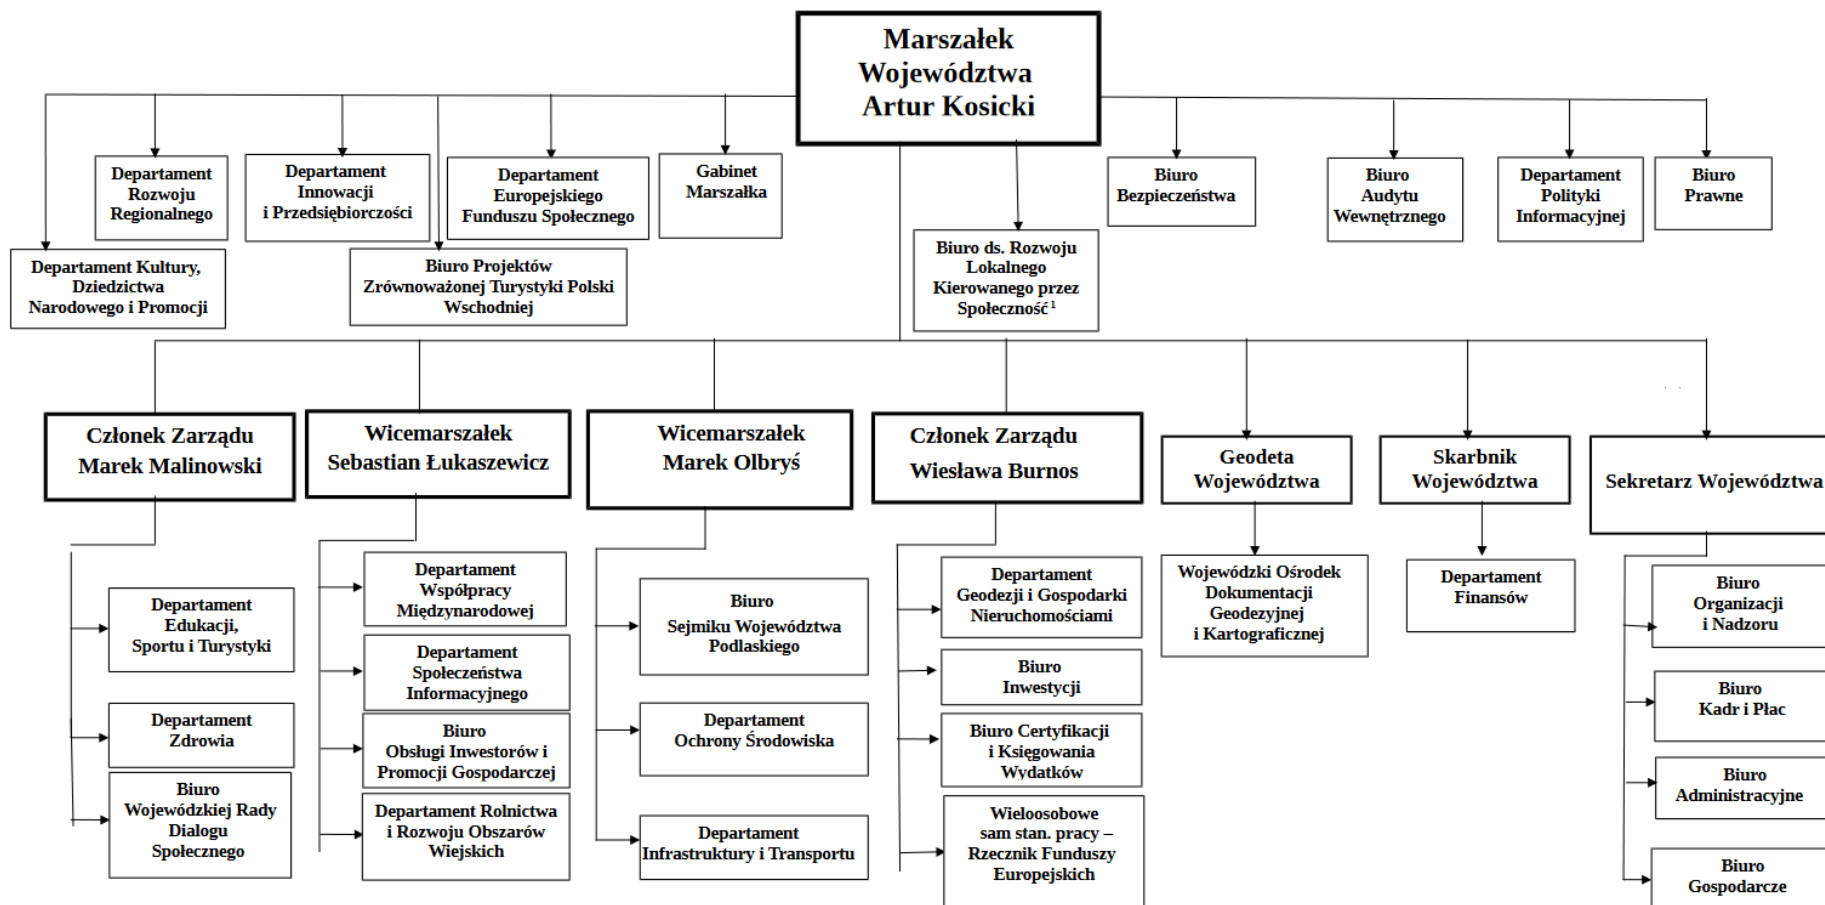 Marszałek
Województwa
Artur Kosicki
Departament
Rozwoju
Regionalnego
Departament
Innowacji
i Przedsiębiorczości
Departament
Europejskiego
Funduszu Społecznego
Gabinet
Marszałka
Biuro
Bezpieczeństwa
Biuro
Audytu
Wewnętrznego
Departament
Polityki
Informacyjnej
Biuro
Prawne
Departament Kultury,
Dziedzictwa
Narodowego i Promocji
Biuro Projektów
Zrównoważonej Turystyki Polski
Wschodniej
Biuro ds. Rozwoju
Lokalnego
Kierowanego przez
Społeczność ¹
Członek Zarządu
Marek Malinowski
Wicemarszałek
Sebastian Łukaszewicz
Wicemarszałek
Marek Olbryś
Członek Zarządu
Wiesława Burnos
Geodeta
Województwa
Skarbnik
Województwa
Sekretarz Województwa
Departament
Edukacji,
Sportu i Turystyki
Departament
Zdrowia
Biuro
Wojewódzkiej Rady
Dialogu
Społecznego
Departament
Współpracy
Międzynarodowej
Departament
Społeczeństwa
Informacyjnego
Biuro
Obsługi Inwestorów i
Promocji Gospodarczej
Departament Rolnictwa
i Rozwoju Obszarów
Wiejskich
Biuro
Sejmiku Województwa
Podlaskiego
Departament
Ochrony Środowiska
Departament
Infrastruktury i Transportu
Departament
Geodezji i Gospodarki
Nieruchomościami
Biuro
Inwestycji
Biuro Certyfikacji
i Księgowania
Wydatków
Wieloosobowe
sam stan. pracy –
Rzecznik Funduszy
Europejskich
Wojewódzki Ośrodek
Dokumentacji
Geodezyjnej
i Kartograficznej
Departament
Finansów
Biuro
Organizacji
i Nadzoru
Biuro
Kadr i Płac
Biuro
Administracyjne
Biuro
Gospodarcze